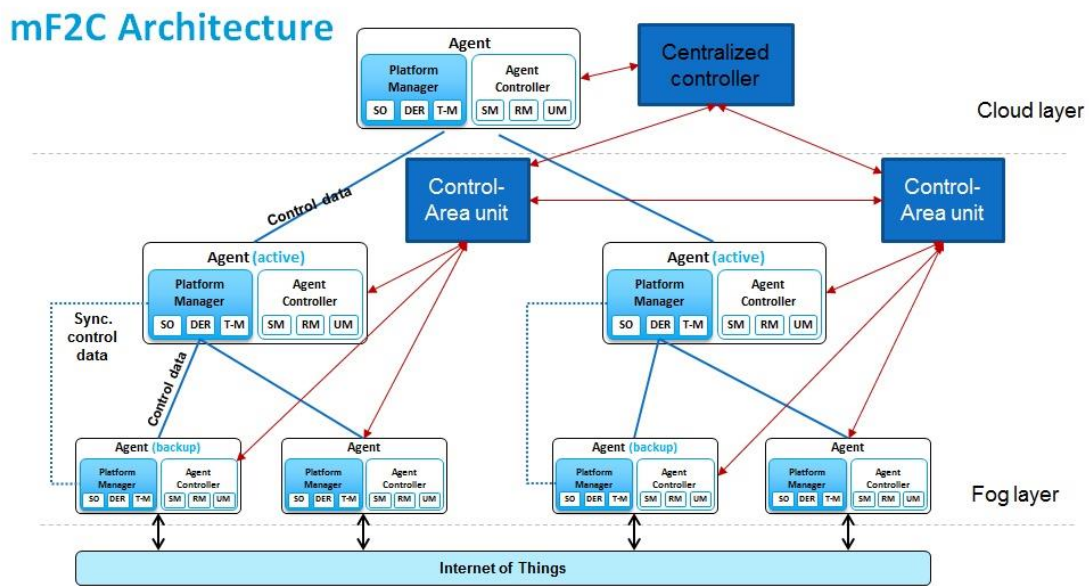 mF2C Architecture
Agent
Platform Manager
Agent Controller
SO DER T-M
SM RM UM
Centralized controller
Cloud layer
Control data
Control-Area unit
Control-Area unit
Agent (active)
Platform Manager
Agent Controller
SO DER T-M
SM RM UM
Agent (active)
Platform Manager
Agent Controller
SO DER T-M
SM RM UM
Sync. control data
Control data
Agent (backup)
Platform Manager
Agent Controller
SO DER T-M
SM RM UM
Agent
Platform Manager
Agent Controller
SO DER T-M
SM RM UM
Agent (backup)
Platform Manager
Agent Controller
SO DER T-M
SM RM UM
Agent
Platform Manager
Agent Controller
SO DER T-M
SM RM UM
Fog layer
Internet of Things